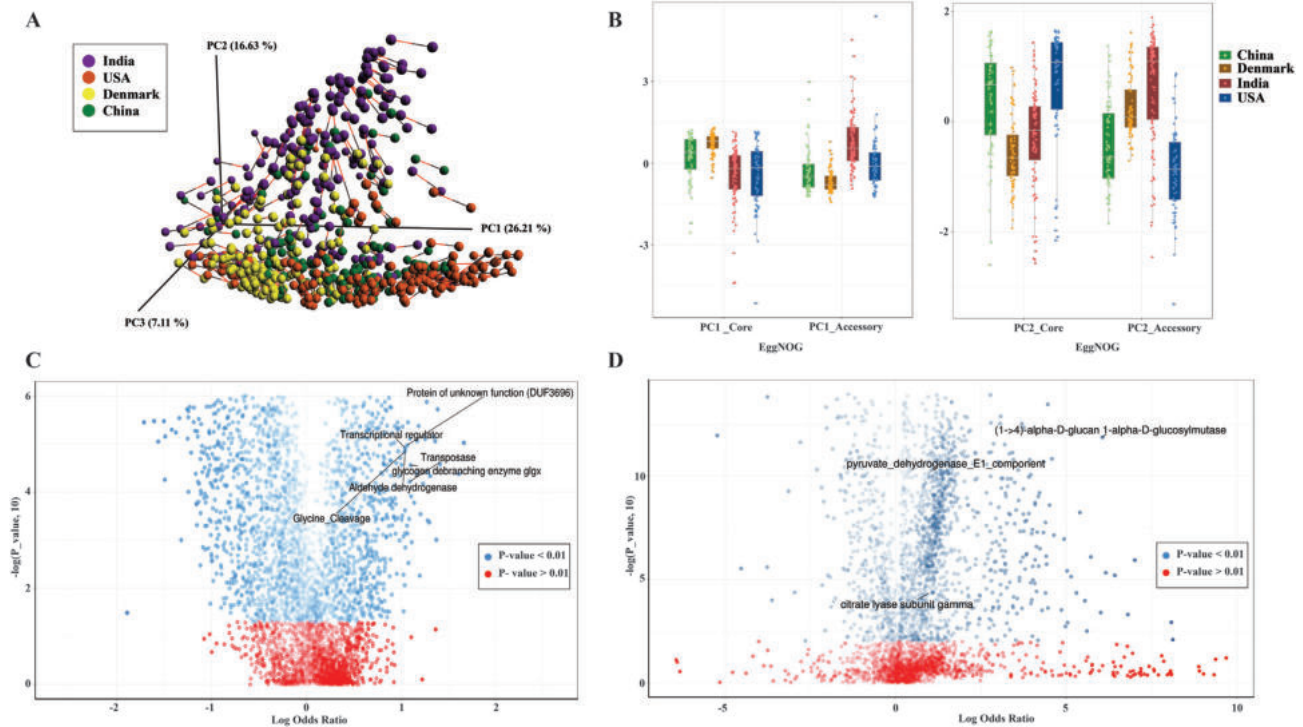 A
India
USA
Denmark
China
PC2 (16.63 %)
PC1 (26.21 %)
PC3 (7.11 %)
B
3
0
-3
PC1 _Core
PC1_Accessory
EggNOG
2
0
-2
PC2_Core
PC2_Accessory
EggNOG
China
Denmark
India
USA
C
-log(P_value, 10)
6
4
2
0
-2
-1
0
1
2
Log Odds Ratio
Protein of unknown function (DUF3696)
Transcriptional regulator
Transposase
glycogen debranching enzyme glgx
Aldehyde dehydrogenase
Glycine_Cleavage
P-value < 0.01
P- value > 0.01
D
-log(P_value, 10)
10
5
0
-5
0
5
10
Log Odds Ratio
(1->4)-alpha-D-glucan 1-alpha-D-glucosylmutase
pyruvate_dehydrogenase_E1_component
citrate lyase subunit gamma
P-value < 0.01
P-value > 0.01